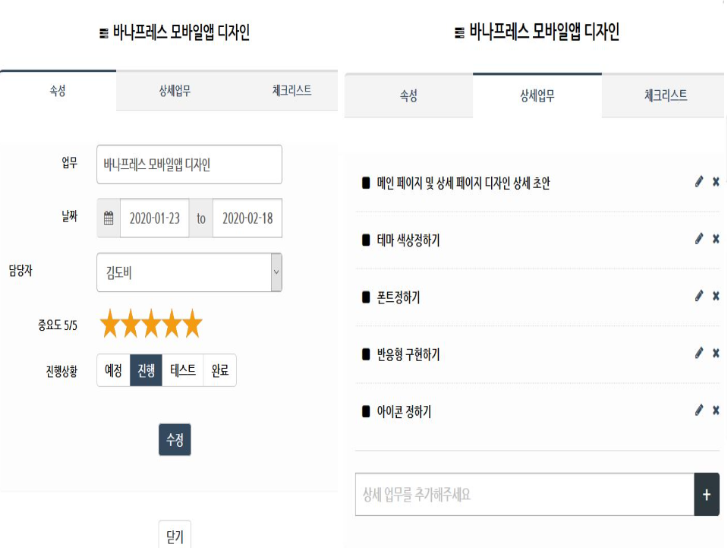 바나프레스 모바일앱 디자인
속성 상세업무 체크리스트
업무 바나프레스 모바일앱 디자인
날짜 2020-01-23 to 2020-02-18
담당자 김도비
중요도 5/5
진행상황 예정 진행 테스트 완료
수정
닫기
바나프레스 모바일앱 디자인
속성 상세업무 체크리스트
메인 페이지 및 상세 페이지 디자인 상세 초안
테마 색상정하기
폰트정하기
반응형 구현하기
아이콘 정하기
상세 업무를 추가해주세요 +